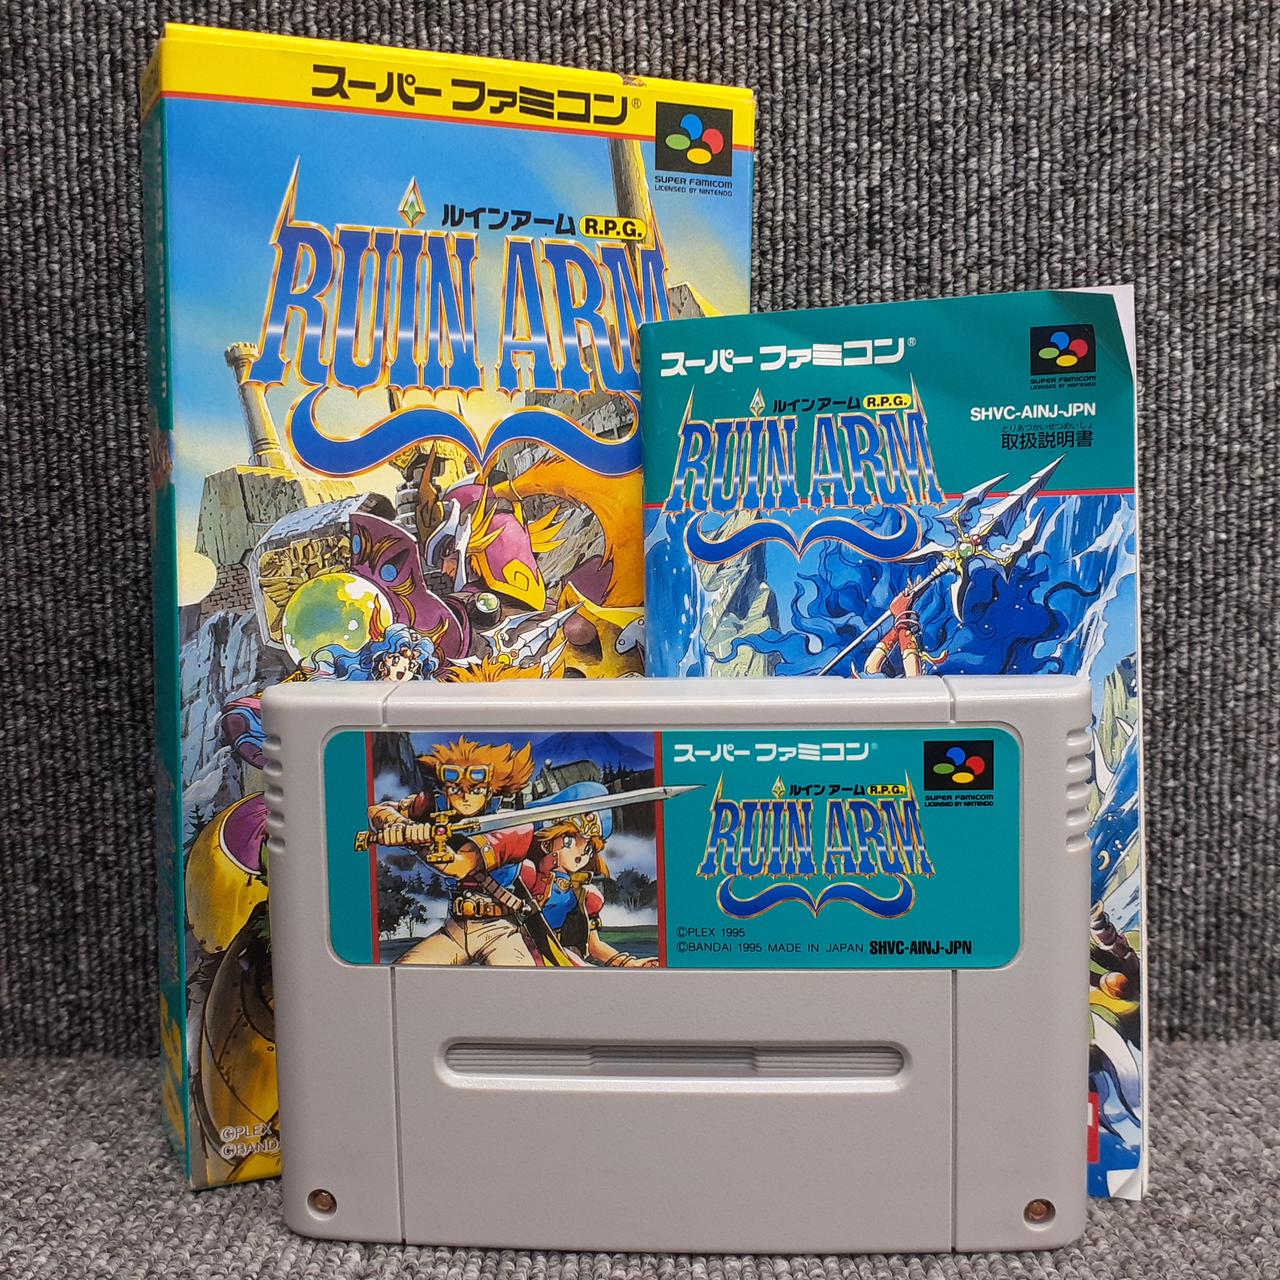 スーパー ファミコン®
SUPER FAMICOM
LICENSED BY NINTENDO
ルインアーム R.P.G.
RUIN ARM
©PLEX
スーパー ファミコン®
SUPER FAMICOM
LICENSED BY NINTENDO
SHVC-AINJ-JPN
とりあつかいせつめいしょ
取扱説明書
ルインアーム R.P.G.
RUIN ARM
スーパー ファミコン®
SUPER FAMICOM
LICENSED BY NINTENDO
ルインアーム R.P.G.
RUIN ARM
©PLEX 1995
©BANDAI 1995 MADE IN JAPAN SHVC-AINJ-JPN